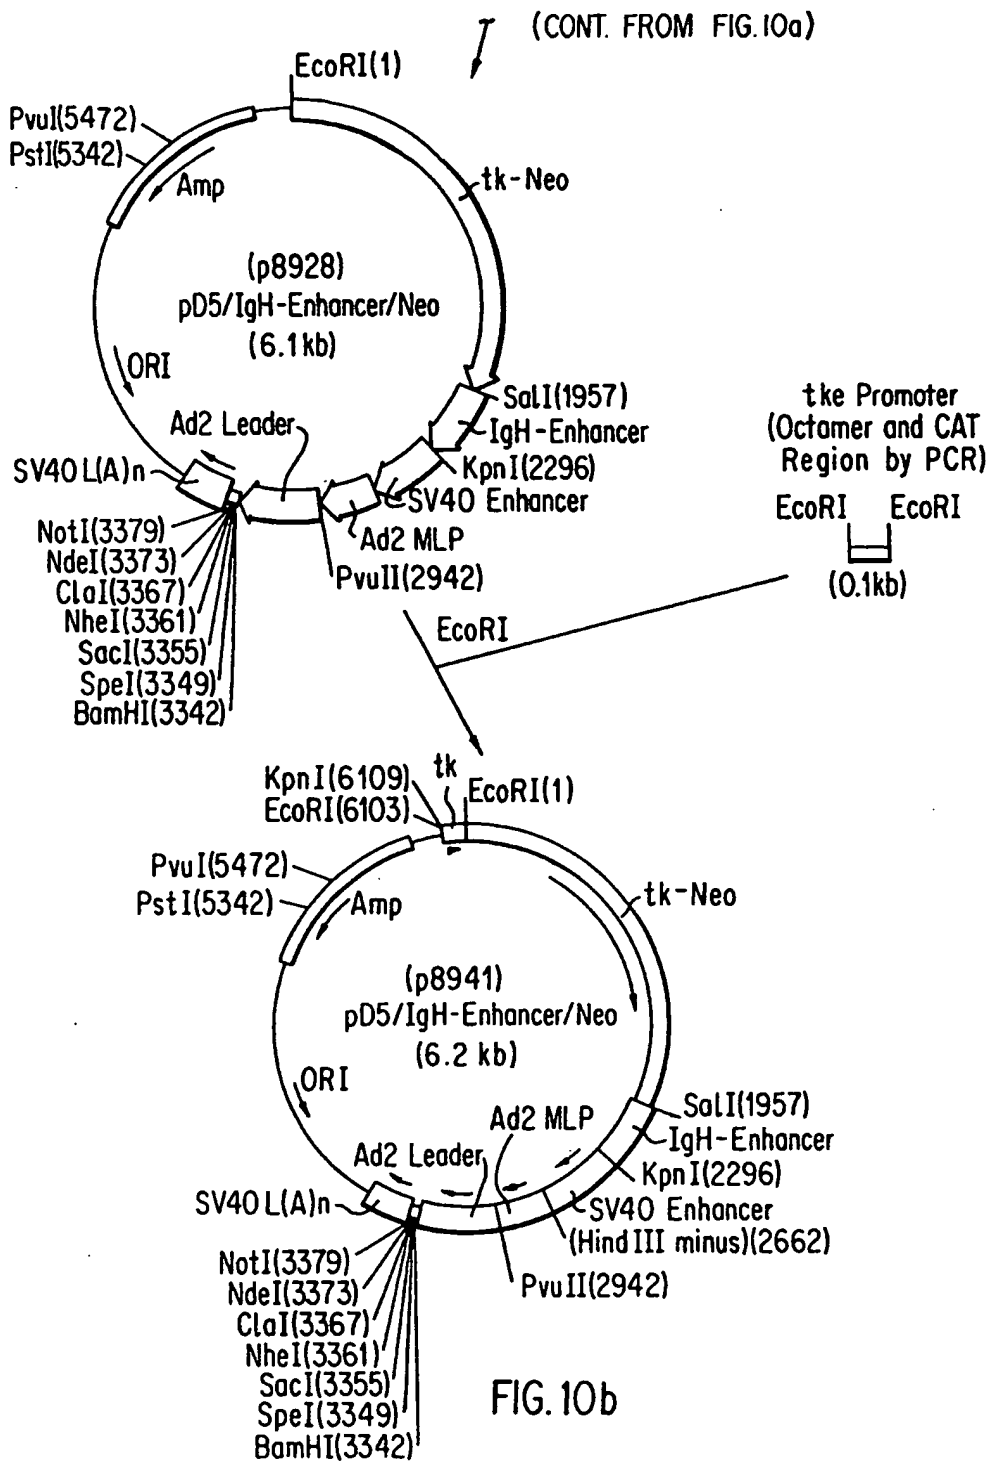 (CONT. FROM FIG.10a)
EcoRI(1)
PvuI(5472)
PstI(5342)
Amp
tk-Neo
(p8928)
pD5/IgH-Enhancer/Neo
(6.1kb)
ORI
Ad2 Leader
SV40 L(A)n
SalI(1957)
IgH-Enhancer
KpnI(2296)
SV40 Enhancer
Ad2 MLP
PvuII(2942)
NotI(3379)
NdeI(3373)
ClaI(3367)
NheI(3361)
SacI(3355)
SpeI(3349)
BamHI(3342)
tke Promoter
(Octamer and CAT
Region by PCR)
EcoRI EcoRI
(0.1kb)
EcoRI
KpnI(6109)
tk
EcoRI(6103)
EcoRI(1)
PvuI(5472)
PstI(5342)
Amp
tk-Neo
(p8941)
pD5/IgH-Enhancer/Neo
(6.2 kb)
ORI
Ad2 MLP
Ad2 Leader
SV40 L(A)n
SalI(1957)
IgH-Enhancer
KpnI(2296)
SV40 Enhancer
(Hind III minus)(2662)
PvuII(2942)
NotI(3379)
NdeI(3373)
ClaI(3367)
NheI(3361)
SacI(3355)
SpeI(3349)
BamHI(3342)
FIG. 10b